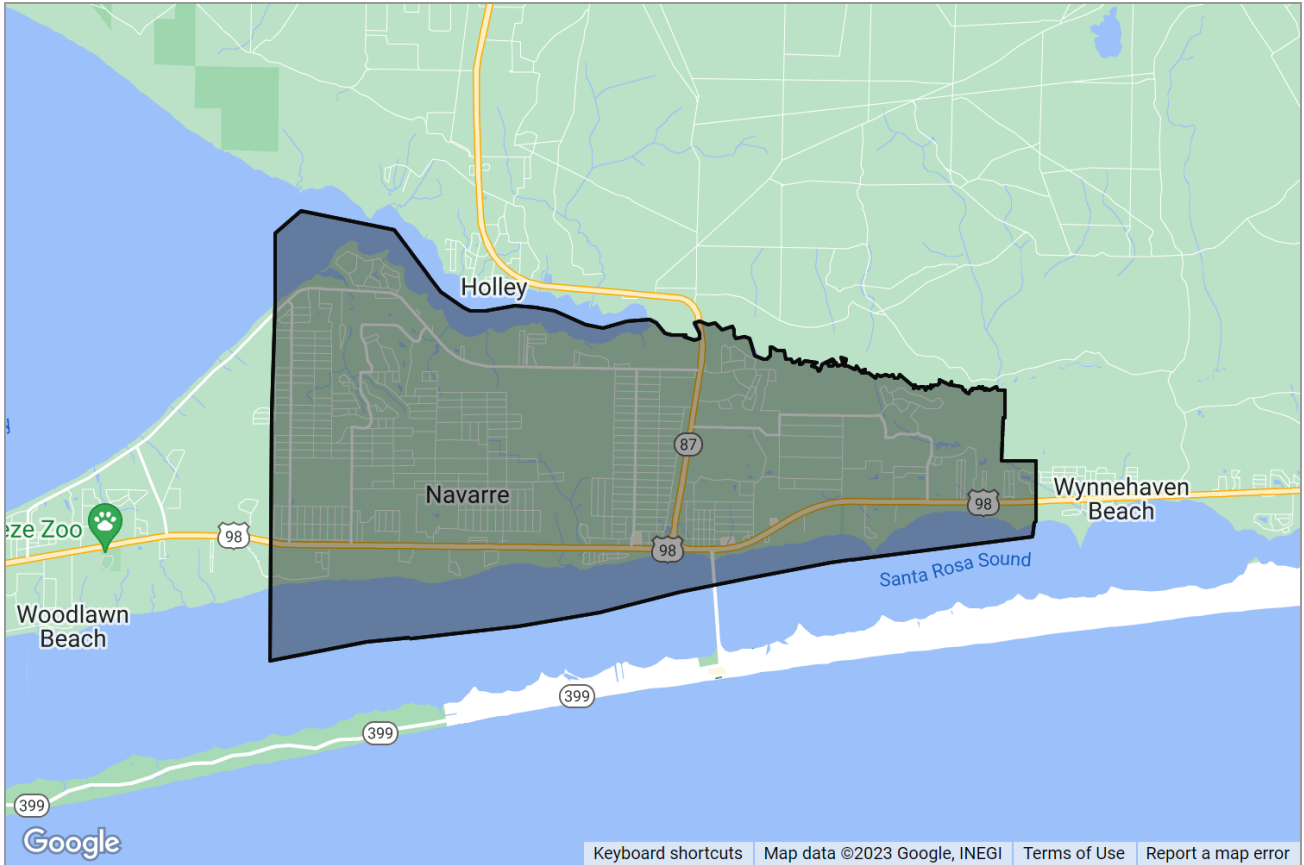 Holley
87
Navarre
Wynnehaven
Beach
98
eze Zoo
98
98
Santa Rosa Sound
Woodlawn
Beach
399
399
399
Google
Keyboard shortcuts
Map data ©2023 Google, INEGI
Terms of Use
Report a map error